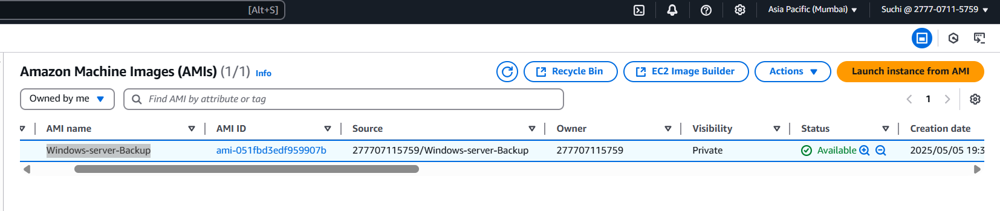 [Alt+S] Asia Pacific (Mumbai) Suchi @ 2777-0711-5759
Amazon Machine Images (AMIs) (1/1) Info Recycle Bin EC2 Image Builder Actions Launch instance from AMI
Owned by me Find AMI by attribute or tag 1
AMI name AMI ID Source Owner Visibility Status Creation date
Windows-server-Backup ami-051fbd3edf959907b 277707115759/Windows-server-Backup 277707115759 Private Available 2025/05/05 19:3